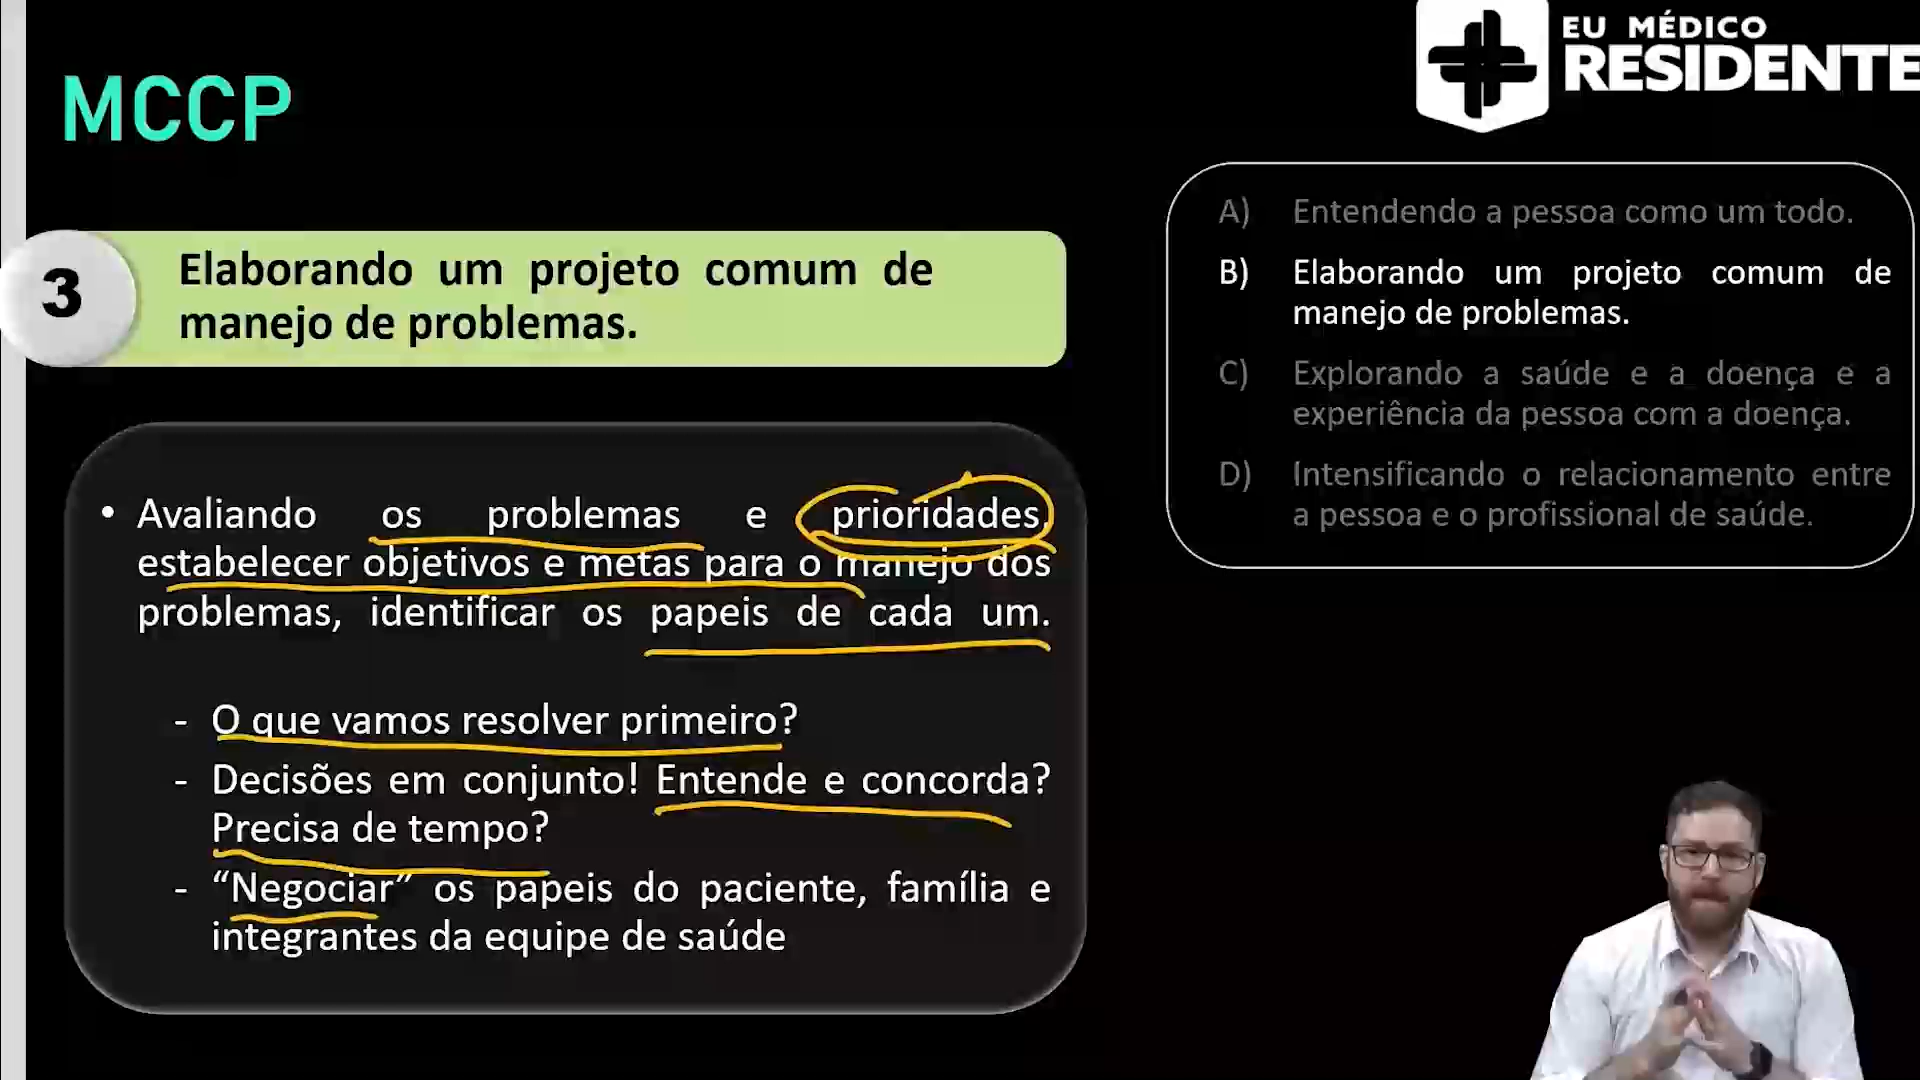 EU MÉDICO
RESIDENTE
MCCP
3
Elaborando um projeto comum de
manejo de problemas.
• Avaliando os problemas e prioridades,
estabelecer objetivos e metas para o manejo dos
problemas, identificar os papeis de cada um.
- O que vamos resolver primeiro?
- Decisões em conjunto! Entende e concorda?
Precisa de tempo?
- “Negociar” os papeis do paciente, família e
integrantes da equipe de saúde
A) Entendendo a pessoa como um todo.
B) Elaborando um projeto comum de
manejo de problemas.
C) Explorando a saúde e a doença e a
experiência da pessoa com a doença.
D) Intensificando o relacionamento entre
a pessoa e o profissional de saúde.